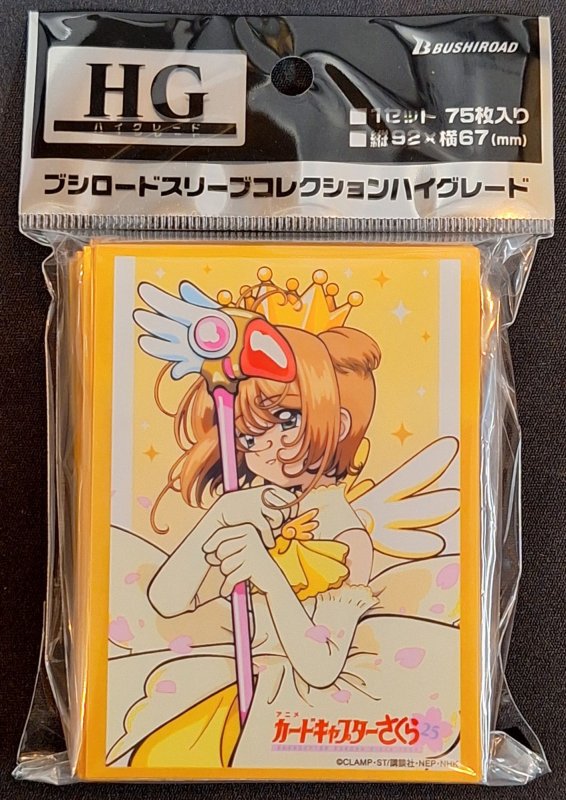 HG
ハイグレード
BUSHIROAD
■1セット 75枚入り
■縦92×横67(mm)
ブシロードスリーブコレクションハイグレード
アニメ
カードキャプターさくら
25
©CLAMP・ST/講談社・NEP・NHK